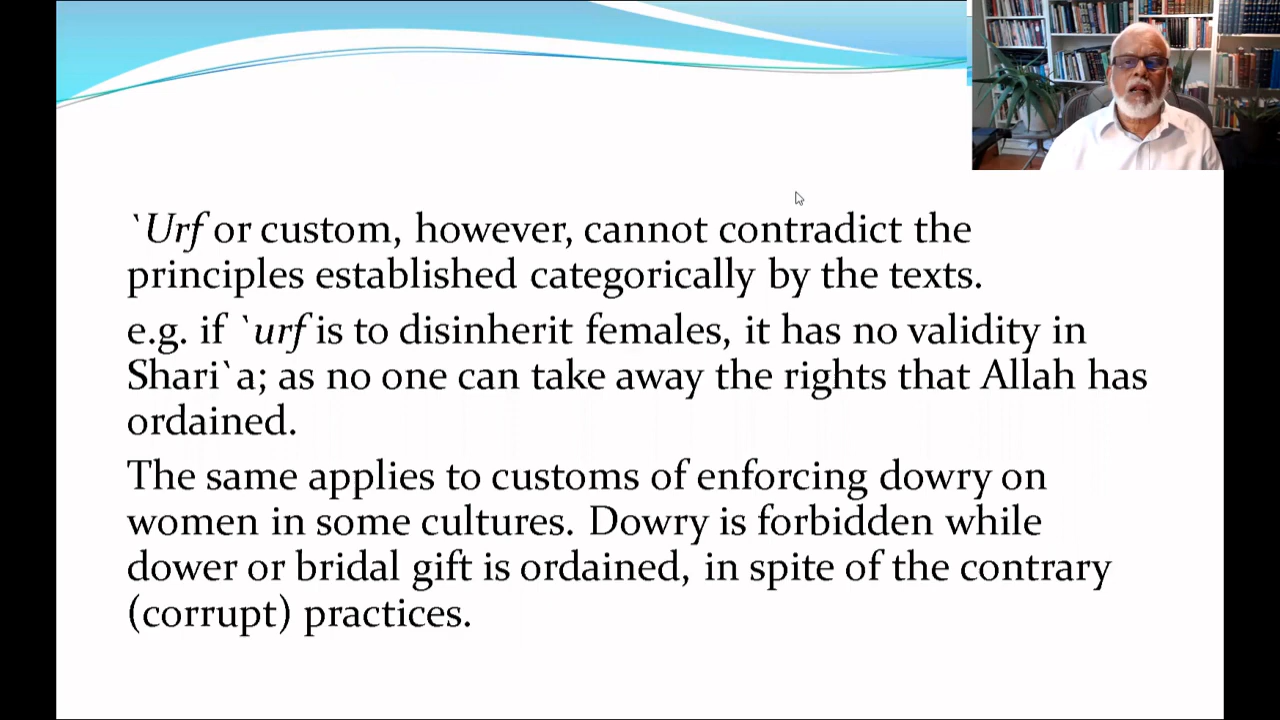 `Urf or custom, however, cannot contradict the
principles established categorically by the texts.
e.g. if `urf is to disinherit females, it has no validity in
Shari`a; as no one can take away the rights that Allah has
ordained.
The same applies to customs of enforcing dowry on
women in some cultures. Dowry is forbidden while
dower or bridal gift is ordained, in spite of the contrary
(corrupt) practices.